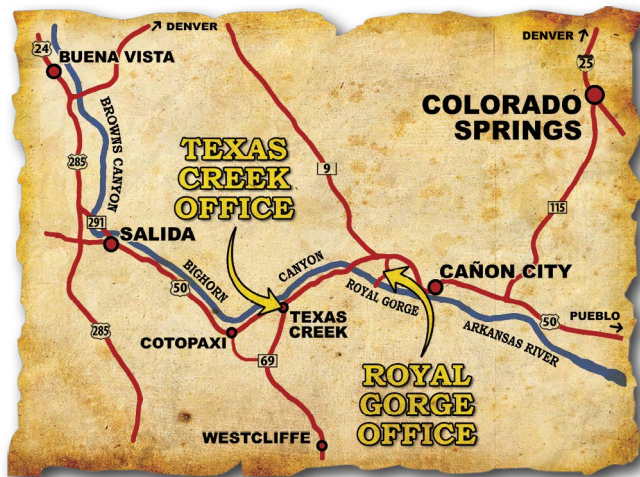 DENVER
24
BUENA VISTA
DENVER
25
COLORADO
SPRINGS
BROWNS CANYON
285
TEXAS
CREEK
OFFICE
9
115
291
SALIDA
BIGHORN
CANYON
50
CAÑON CITY
ROYAL GORGE
285
COTOPAXI
TEXAS
CREEK
69
50
PUEBLO
ARKANSAS RIVER
ROYAL
GORGE
OFFICE
WESTCLIFFE